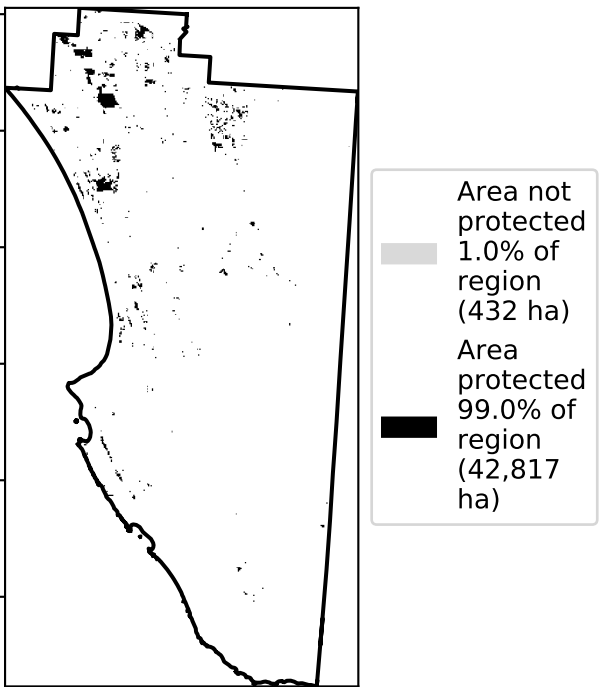 Area not
protected
1.0% of
region
(432 ha)
Area
protected
99.0% of
region
(42,817
ha)